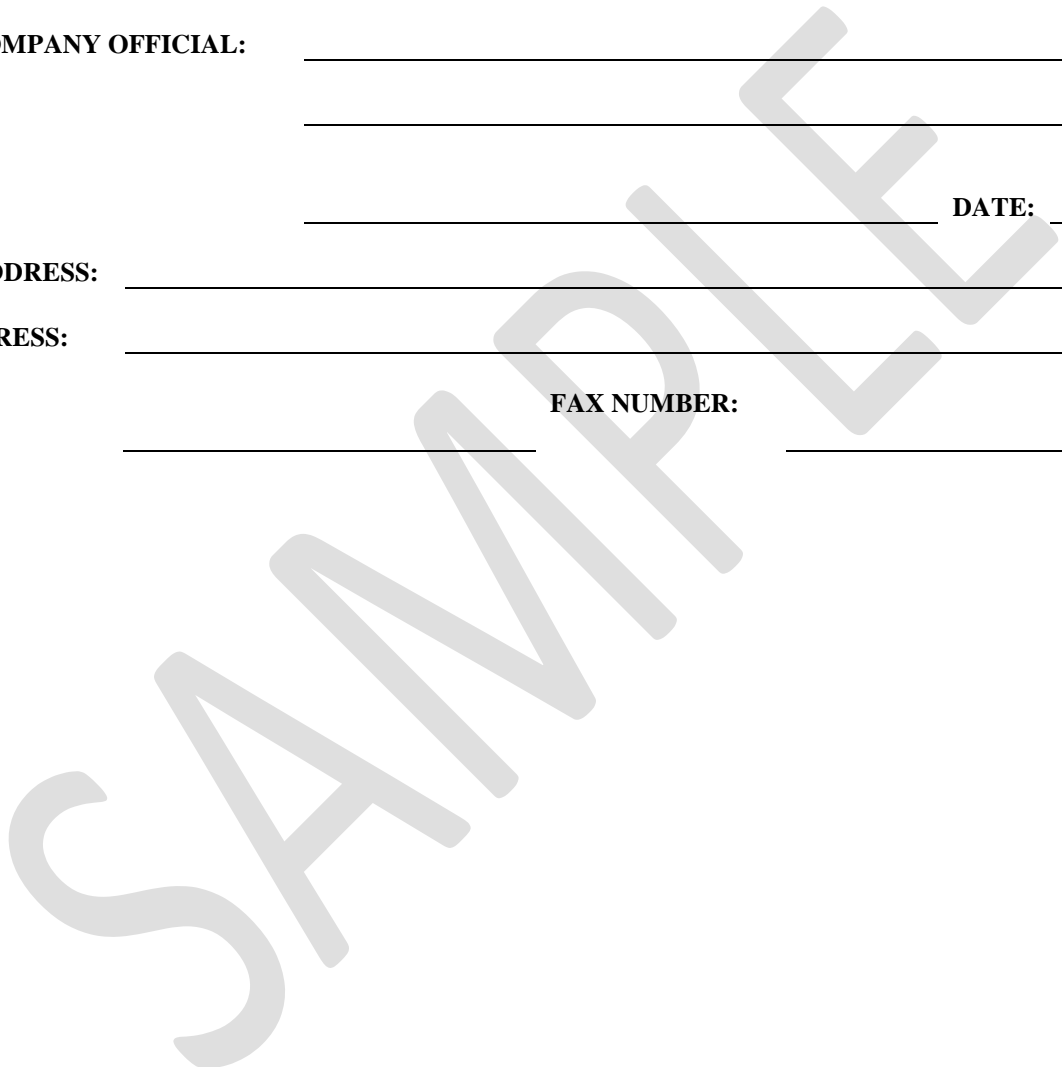 OMPANY OFFICIAL:
DATE:
DDRESS:
RESS:
FAX NUMBER:
SAMPLE